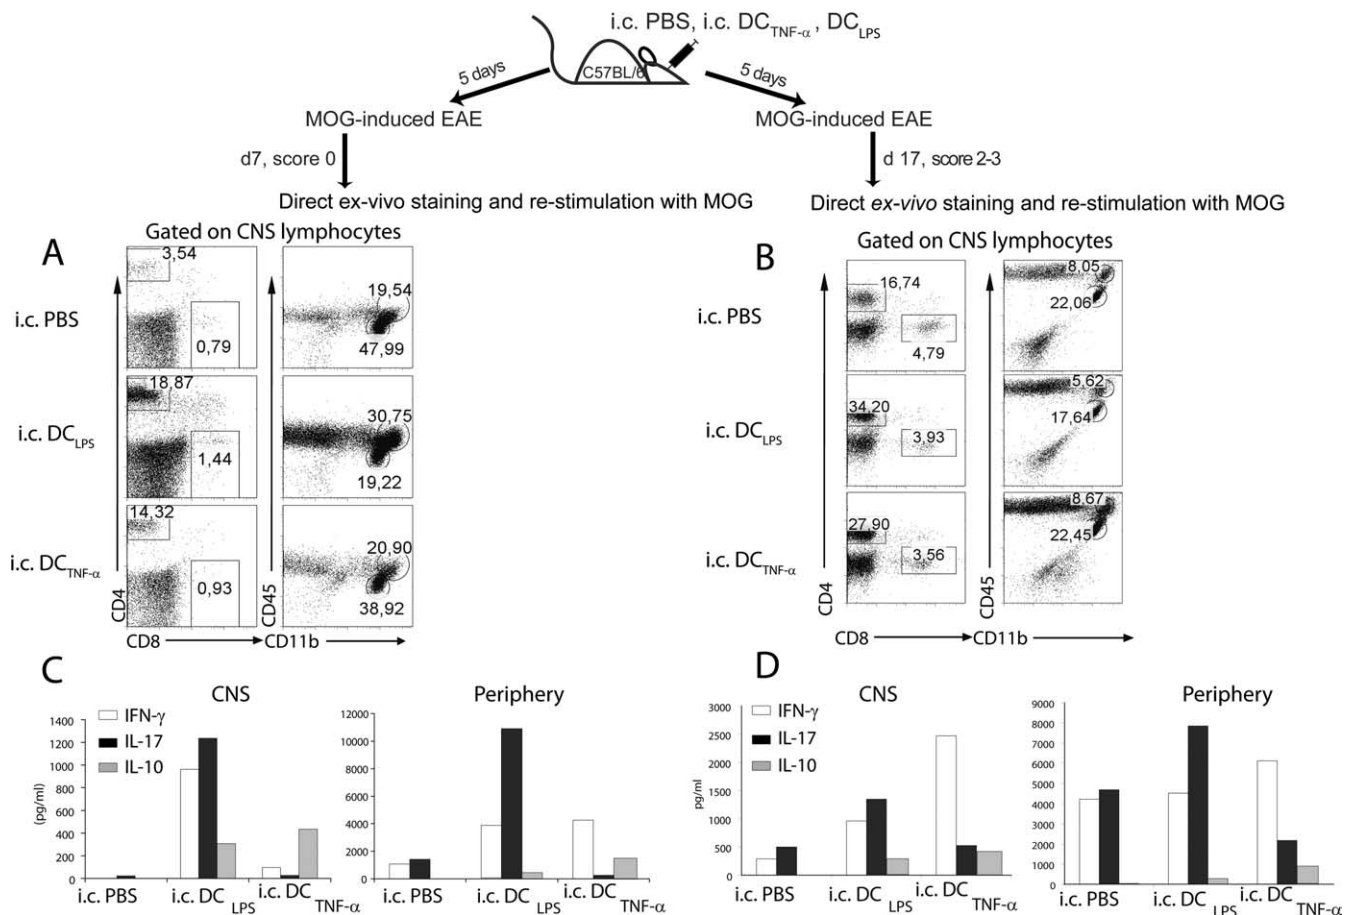 i.c. PBS, i.c. DCTNF-α , DCLPS
C57BL/6
5 days
5 days
MOG-induced EAE
MOG-induced EAE
d7, score 0
d 17, score 2-3
Direct ex-vivo staining and re-stimulation with MOG
Direct ex-vivo staining and re-stimulation with MOG
A
Gated on CNS lymphocytes
i.c. PBS
3,54
0,79
19,54
47,99
i.c. DCLPS
18,87
1,44
30,75
19,22
i.c. DCTNF-α
14,32
0,93
20,90
38,92
CD4
CD45
CD8
CD11b
B
Gated on CNS lymphocytes
i.c. PBS
16,74
4,79
8,05
22,06
i.c. DCLPS
34,20
3,93
5,62
17,64
i.c. DCTNF-α
27,90
3,56
8,67
22,45
CD4
CD45
CD8
CD11b
C
CNS
Periphery
IFN-γ
IL-17
IL-10
(pg/ml)
1400
1200
1000
800
600
400
200
0
i.c. PBS
i.c. DC LPS
i.c. DC TNF-α
12000
10000
8000
6000
4000
2000
0
i.c. PBS
i.c. DC LPS
i.c. DC TNF-α
D
CNS
Periphery
IFN-γ
IL-17
IL-10
pg/ml
3000
2500
2000
1500
1000
500
0
i.c. PBS
i.c. DC LPS
i.c. DC TNF-α
9000
8000
7000
6000
5000
4000
3000
2000
1000
0
i.c. PBS
i.c. DC LPS
i.c. DC TNF-α